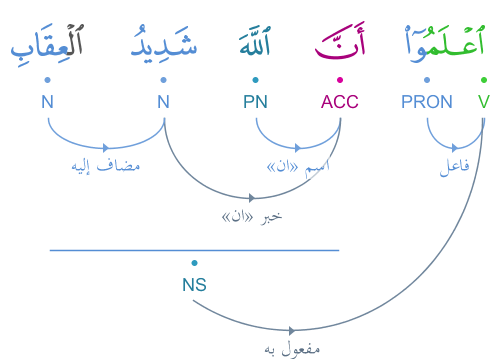 ٱعْلَمُوٓا۟ أَنَّ ٱللَّهَ شَدِيدُ ٱلْعِقَابِ
V PRON ACC PN N N
فاعل اسم «ان» مضاف إليه
خبر «ان»
NS
مفعول به